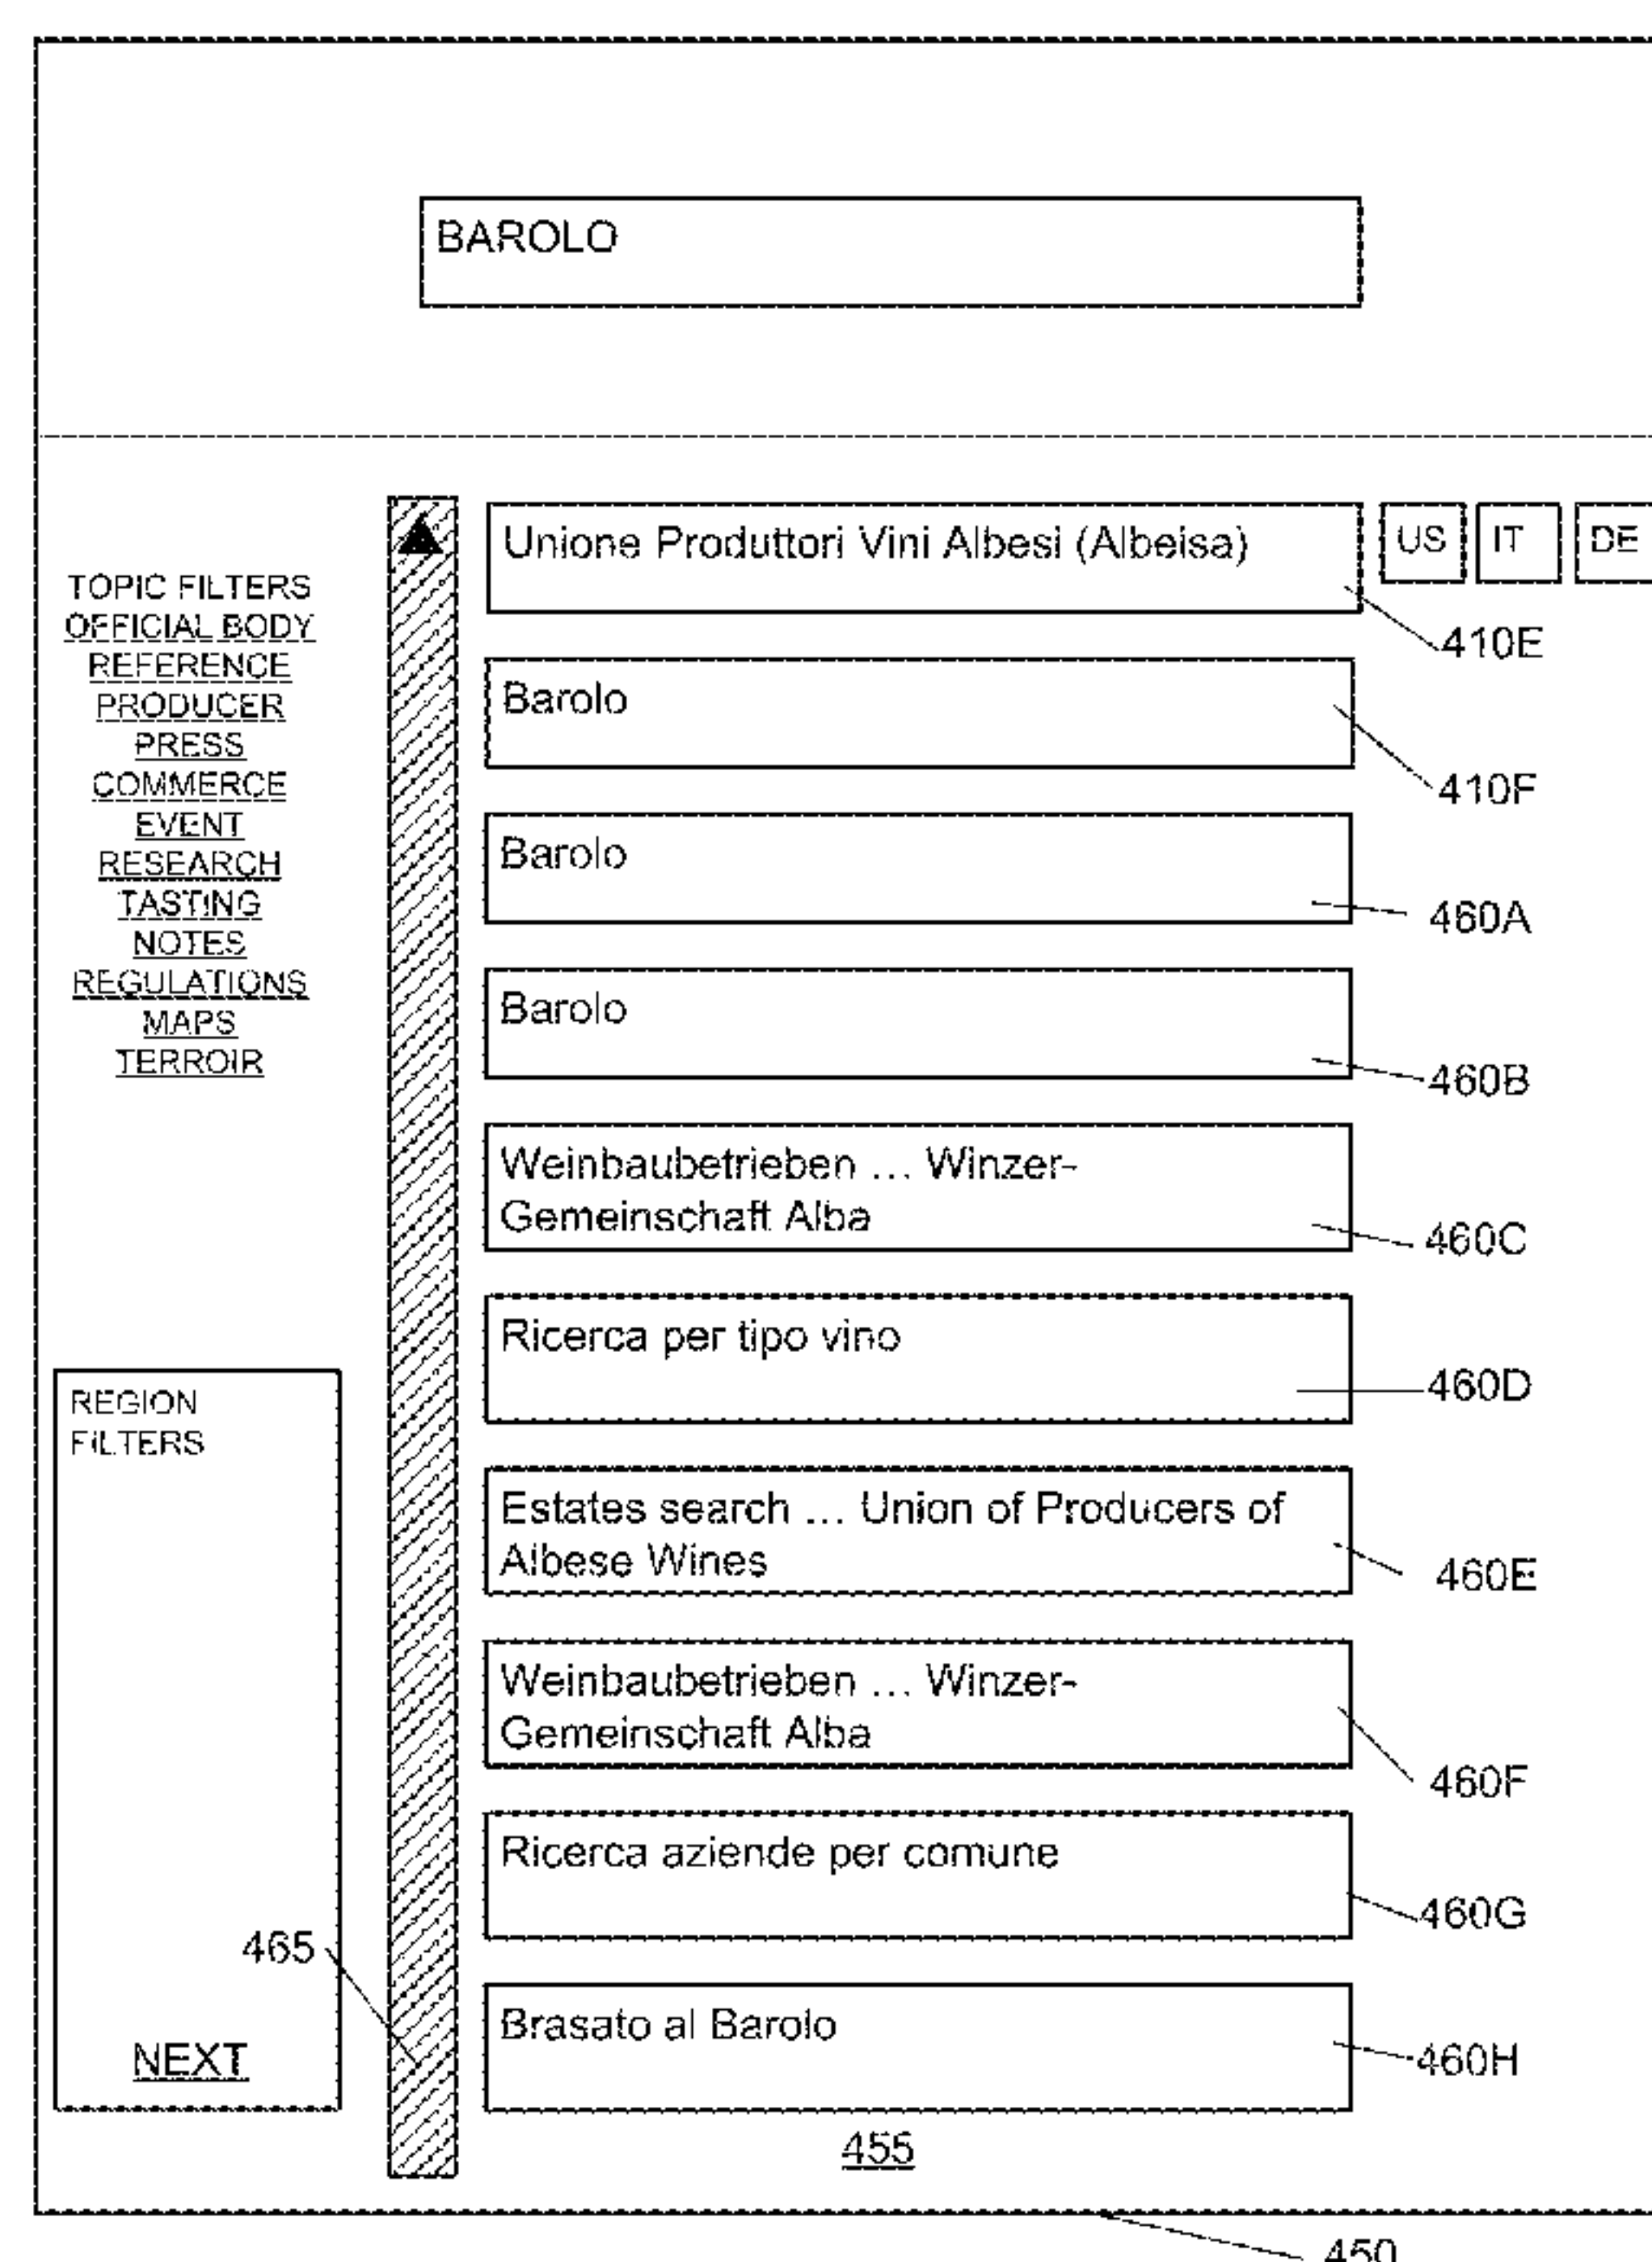 BAROLO
TOPIC FILTERS
OFFICIAL BODY
REFERENCE
PRODUCER
PRESS
COMMERCE
EVENT
RESEARCH
TASTING
NOTES
REGULATIONS
MAPS
TERROIR
REGION
FILTERS
NEXT
465
Unione Produttori Vini Albesi (Albeisa)
US IT DE
410E
Barolo
410F
Barolo
460A
Barolo
460B
Weinbaubetrieben ... Winzer-
Gemeinschaft Alba
460C
Ricerca per tipo vino
460D
Estates search ... Union of Producers of
Albese Wines
460E
Weinbaubetrieben ... Winzer-
Gemeinschaft Alba
460F
Ricerca aziende per comune
460G
Brasato al Barolo
460H
455
450